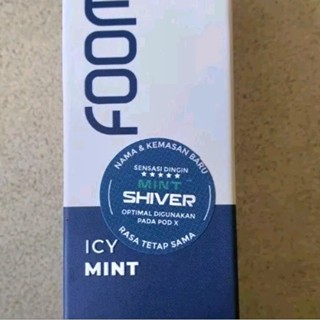 FOOM
NAMA & KEMASAN BARU
SENSASI DINGIN
★★★★★
MINT
SHIVER
OPTIMAL DIGUNAKAN
PADA POD X
RASA TETAP SAMA
ICY
MINT